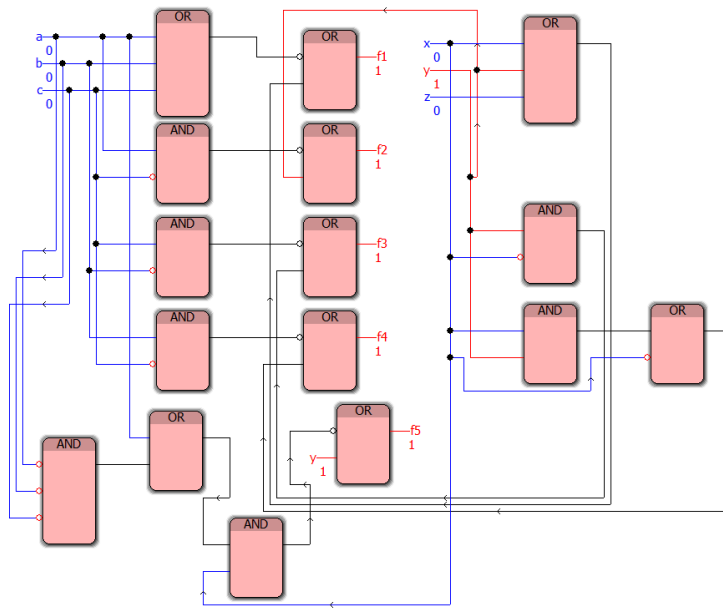 OR
a
0
b
0
c
0
OR
f1
1
x
0
y
1
z
0
OR
AND
OR
f2
1
AND
OR
f3
1
AND
AND
OR
f4
1
AND
OR
OR
f5
1
y
1
OR
AND
AND